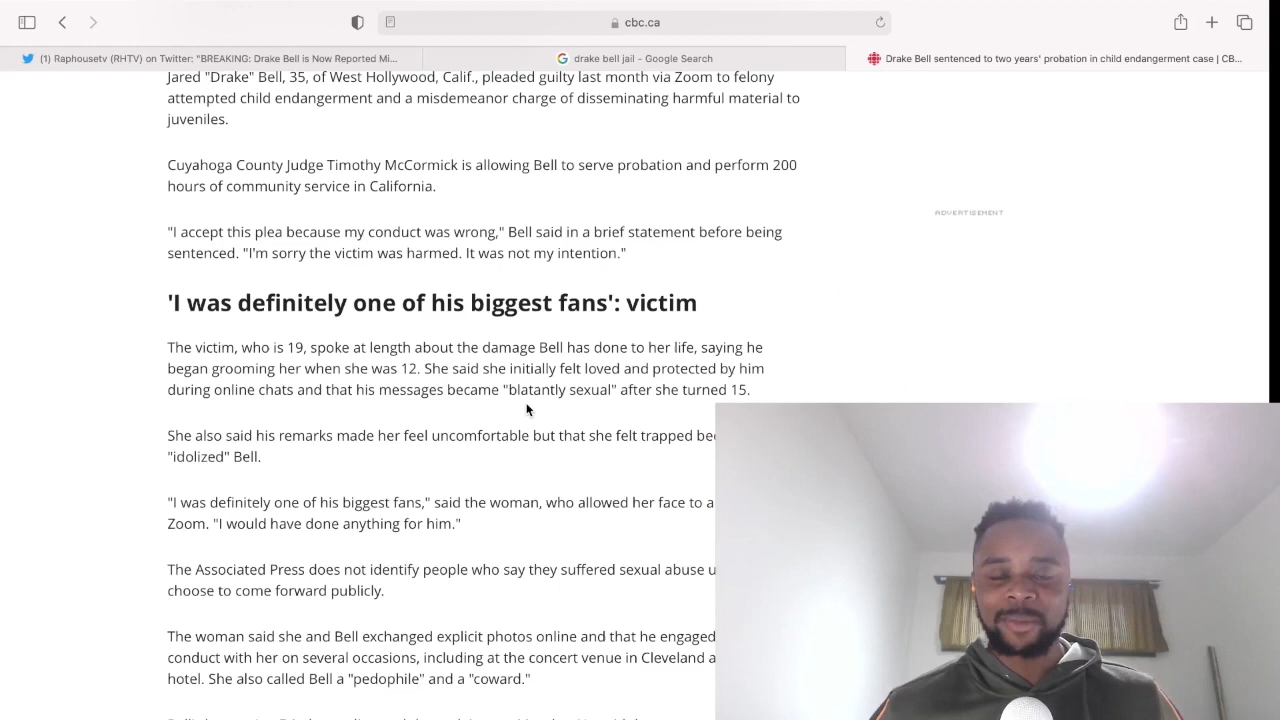 cbc.ca
(1) Raphousetv (RHTV) on Twitter: "BREAKING: Drake Bell is Now Reported Mi...
drake bell jail - Google Search
Drake Bell sentenced to two years' probation in child endangerment case | CB...
Jared "Drake" Bell, 35, of West Hollywood, Calif., pleaded guilty last month via Zoom to felony
attempted child endangerment and a misdemeanor charge of disseminating harmful material to
juveniles.
Cuyahoga County Judge Timothy McCormick is allowing Bell to serve probation and perform 200
hours of community service in California.
ADVERTISEMENT
"I accept this plea because my conduct was wrong," Bell said in a brief statement before being
sentenced. "I'm sorry the victim was harmed. It was not my intention."
'I was definitely one of his biggest fans': victim
The victim, who is 19, spoke at length about the damage Bell has done to her life, saying he
began grooming her when she was 12. She said she initially felt loved and protected by him
during online chats and that his messages became "blatantly sexual" after she turned 15.
She also said his remarks made her feel uncomfortable but that she felt trapped be
"idolized" Bell.
"I was definitely one of his biggest fans," said the woman, who allowed her face to a
Zoom. "I would have done anything for him."
The Associated Press does not identify people who say they suffered sexual abuse u
choose to come forward publicly.
The woman said she and Bell exchanged explicit photos online and that he engaged
conduct with her on several occasions, including at the concert venue in Cleveland a
hotel. She also called Bell a "pedophile" and a "coward."